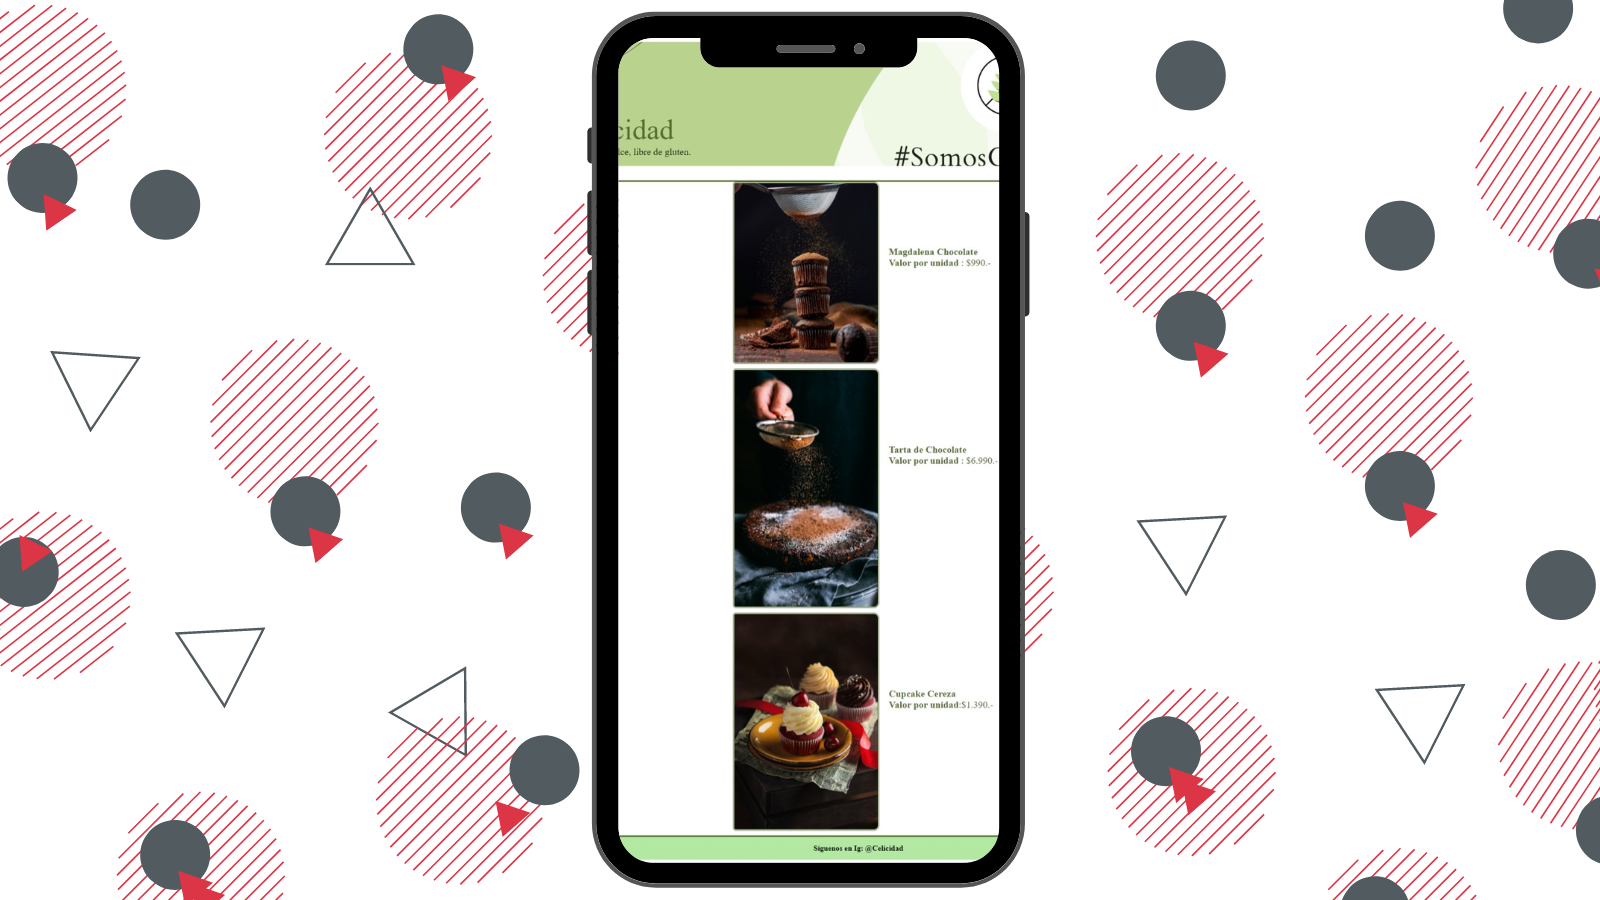 cidad
lce, libre de gluten.
#SomosC
Magdalena Chocolate
Valor por unidad : $990.-
Tarta de Chocolate
Valor por unidad : $6.990.-
Cupcake Cereza
Valor por unidad:$1.390.-
Siguenos en Ig: @Celicidad